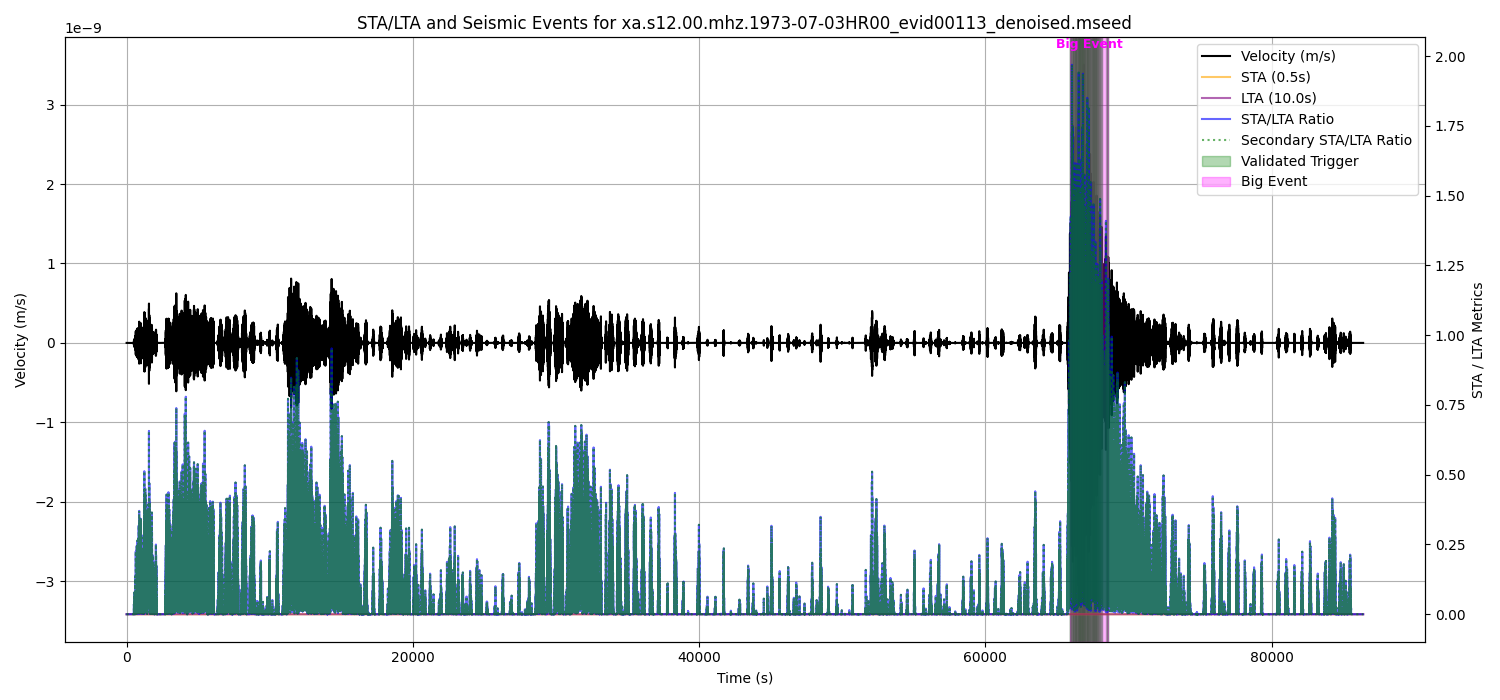 STA/LTA and Seismic Events for xa.s12.00.mhz.1973-07-03HR00_evid00113_denoised.mseed
1e−9
Big Event
Velocity (m/s)
STA (0.5s)
LTA (10.0s)
STA/LTA Ratio
Secondary STA/LTA Ratio
Validated Trigger
Big Event
3
2
1
0
−1
−2
−3
Velocity (m/s)
2.00
1.75
1.50
1.25
1.00
0.75
0.50
0.25
0.00
STA / LTA Metrics
0 20000 40000 60000 80000
Time (s)